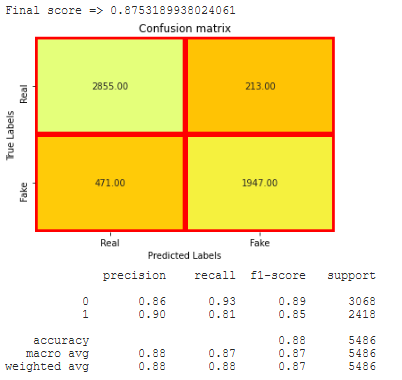 Final score => 0.8753189938024061
Confusion matrix
True Labels
Real
2855.00 213.00
Fake
471.00 1947.00
Real Fake
Predicted Labels
precision recall f1-score support
0 0.86 0.93 0.89 3068
1 0.90 0.81 0.85 2418
accuracy 0.88 5486
macro avg 0.88 0.87 0.87 5486
weighted avg 0.88 0.88 0.87 5486